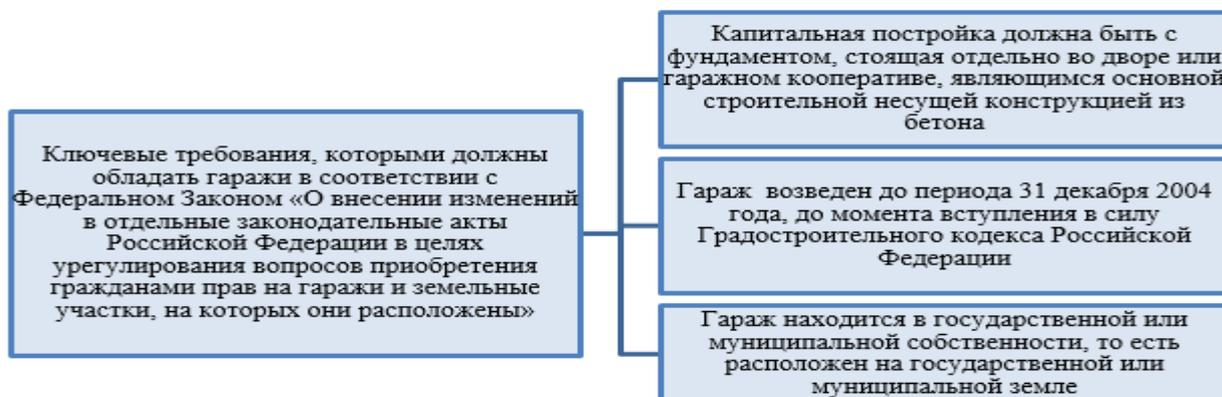 Ключевые требования, которыми должны
обладать гаражи в соответствии с
Федеральном Законом «О внесении изменений
в отдельные законодательные акты
Российской Федерации в целях
урегулирования вопросов приобретения
гражданами прав на гаражи и земельные
участки, на которых они расположены»
Капитальная постройка должна быть с
фундаментом, стоящая отдельно во дворе или
гаражном кооперативе, являющимся основной
строительной несущей конструкцией из
бетона
Гараж возведен до периода 31 декабря 2004
года, до момента вступления в силу
Градостроительного кодекса Российской
Федерации
Гараж находится в государственной или
муниципальной собственности, то есть
расположен на государственной или
муниципальной земле